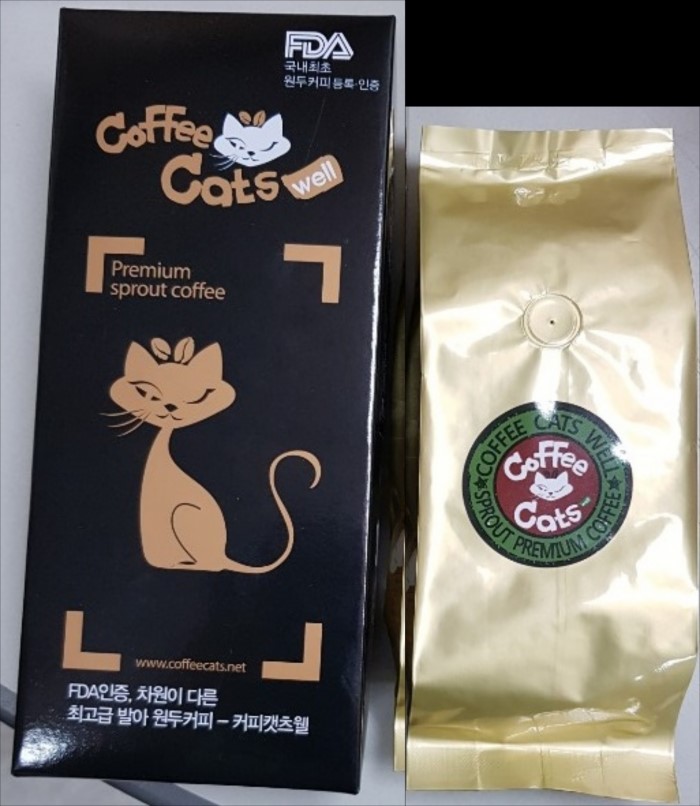 FDA
국내최초
원두커피 등록·인증
Coffee
Cats well
Premium
sprout coffee
www.coffeecats.net
FDA인증, 차원이 다른
최고급 발아 원두커피 – 커피캣츠웰
COFFEE CATS WELL
Coffee
Cats
SPROUT PREMIUM COFFEE